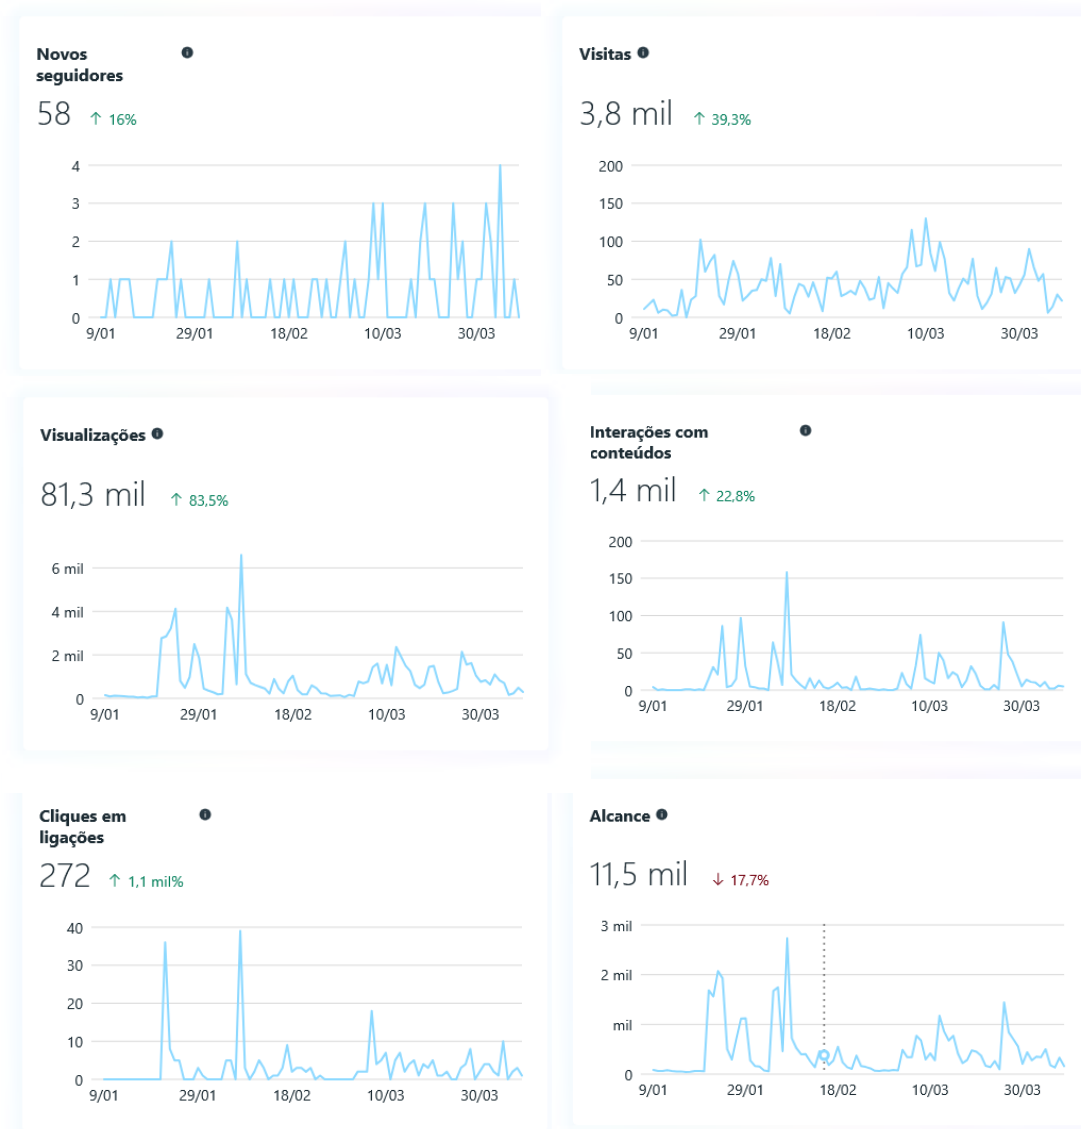 Novos
seguidores
58 ↑ 16%
4
3
2
1
0
9/01 29/01 18/02 10/03 30/03
Visitas
3,8 mil ↑ 39,3%
200
150
100
50
0
9/01 29/01 18/02 10/03 30/03
Visualizações
81,3 mil ↑ 83,5%
6 mil
4 mil
2 mil
0
9/01 29/01 18/02 10/03 30/03
Interações com
conteúdos
1,4 mil ↑ 22,8%
200
150
100
50
0
9/01 29/01 18/02 10/03 30/03
Cliques em
ligações
272 ↑ 1,1 mil%
40
30
20
10
0
9/01 29/01 18/02 10/03 30/03
Alcance
11,5 mil ↓ 17,7%
3 mil
2 mil
mil
0
9/01 29/01 18/02 10/03 30/03